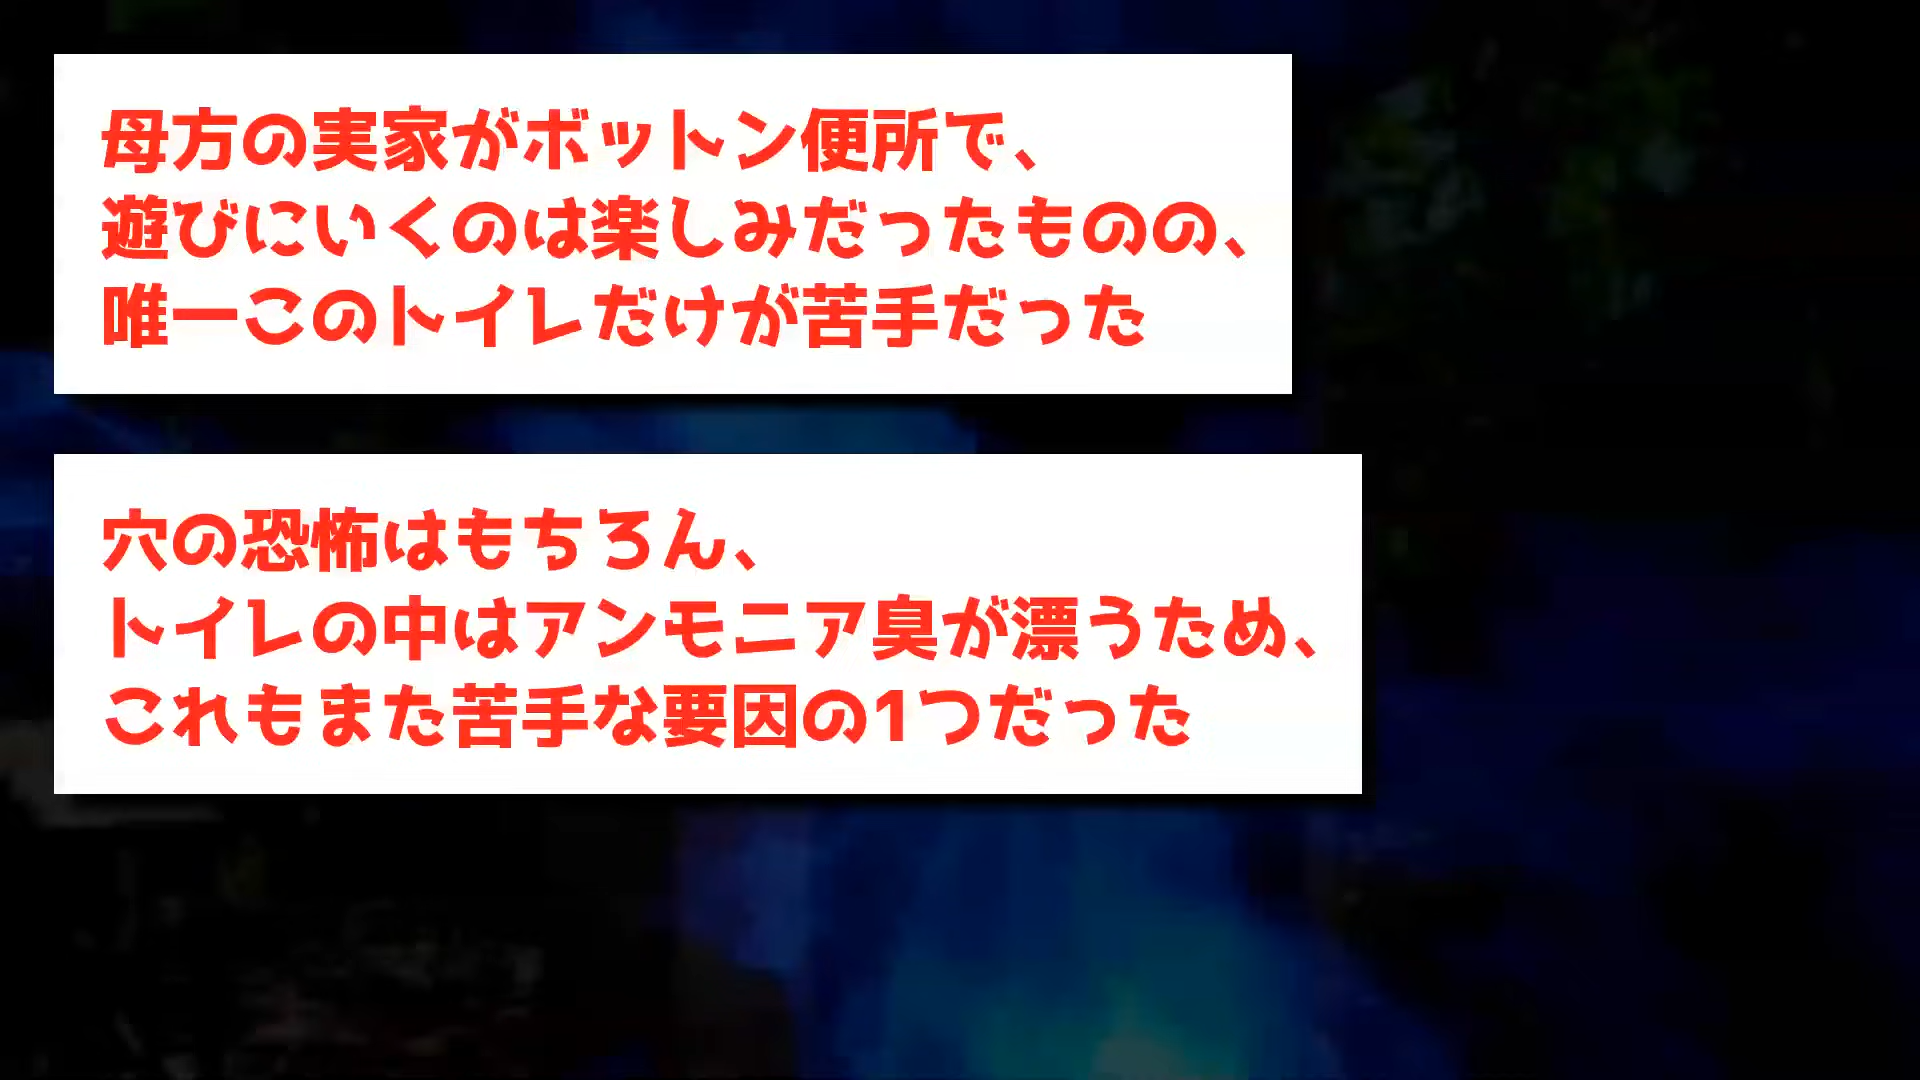 母方の実家がボットン便所で、
遊びにいくのは楽しみだったものの、
唯一このトイレだけが苦手だった
穴の恐怖はもちろん、
トイレの中はアンモニア臭が漂うため、
これもまた苦手な要因の1つだった